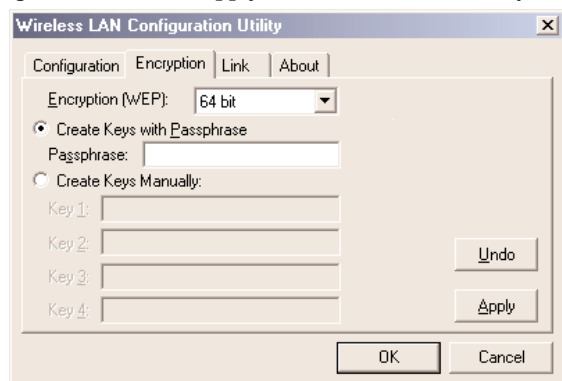 Wireless LAN Configuration Utility
Configuration Encryption Link About
Encryption (WEP): 64 bit
Create Keys with Passphrase
Passphrase:
Create Keys Manually:
Key 1:
Key 2:
Undo
Key 3:
Key 4:
Apply
OK Cancel